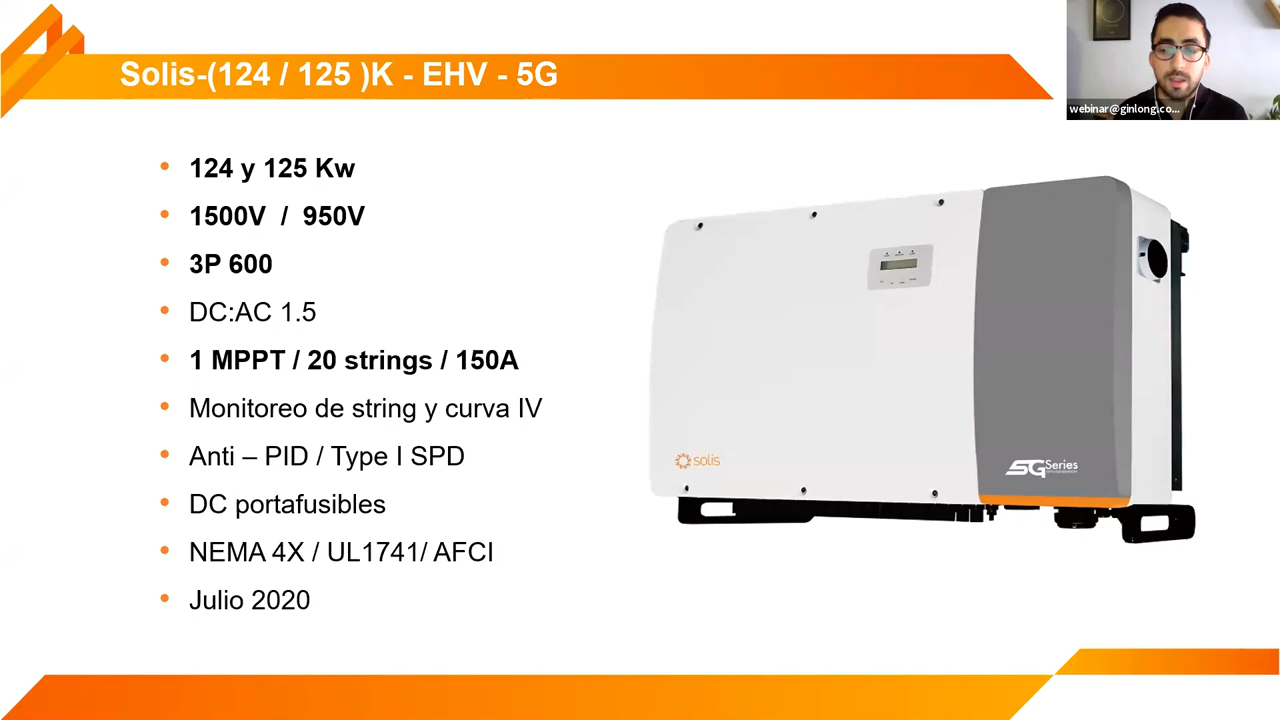 Solis-(124 / 125 )K - EHV - 5G
webinar@ginlong.co...
124 y 125 Kw
1500V / 950V
3P 600
DC:AC 1.5
1 MPPT / 20 strings / 150A
Monitoreo de string y curva IV
Anti – PID / Type I SPD
DC portafusibles
NEMA 4X / UL1741/ AFCI
Julio 2020
solis
5G Series